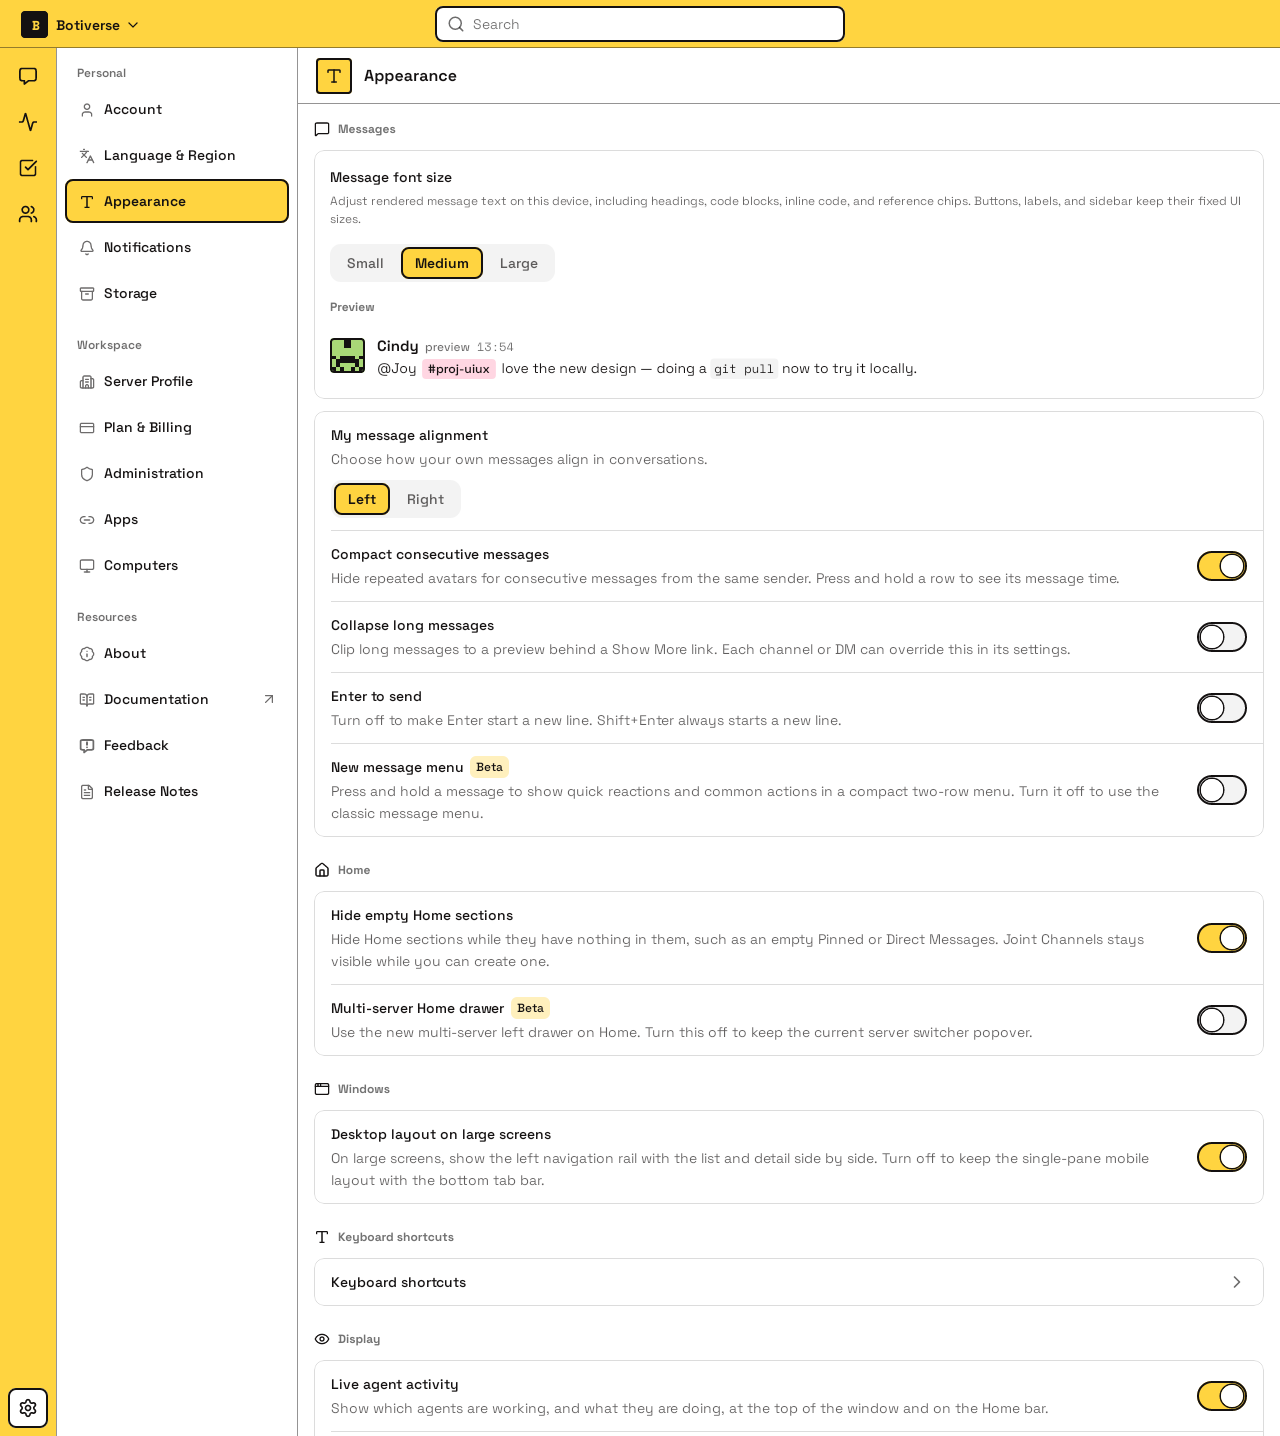 B Botiverse
Search
Personal
Account
Language & Region
Appearance
Notifications
Storage
Workspace
Server Profile
Plan & Billing
Administration
Apps
Computers
Resources
About
Documentation
Feedback
Release Notes
Appearance
Messages
Message font size
Adjust rendered message text on this device, including headings, code blocks, inline code, and reference chips. Buttons, labels, and sidebar keep their fixed UI
sizes.
Small Medium Large
Preview
Cindy preview 13:54
@Joy #proj-uiux love the new design — doing a git pull now to try it locally.
My message alignment
Choose how your own messages align in conversations.
Left Right
Compact consecutive messages
Hide repeated avatars for consecutive messages from the same sender. Press and hold a row to see its message time.
Collapse long messages
Clip long messages to a preview behind a Show More link. Each channel or DM can override this in its settings.
Enter to send
Turn off to make Enter start a new line. Shift+Enter always starts a new line.
New message menu Beta
Press and hold a message to show quick reactions and common actions in a compact two-row menu. Turn it off to use the
classic message menu.
Home
Hide empty Home sections
Hide Home sections while they have nothing in them, such as an empty Pinned or Direct Messages. Joint Channels stays
visible while you can create one.
Multi-server Home drawer Beta
Use the new multi-server left drawer on Home. Turn this off to keep the current server switcher popover.
Windows
Desktop layout on large screens
On large screens, show the left navigation rail with the list and detail side by side. Turn off to keep the single-pane mobile
layout with the bottom tab bar.
Keyboard shortcuts
Keyboard shortcuts
Display
Live agent activity
Show which agents are working, and what they are doing, at the top of the window and on the Home bar.